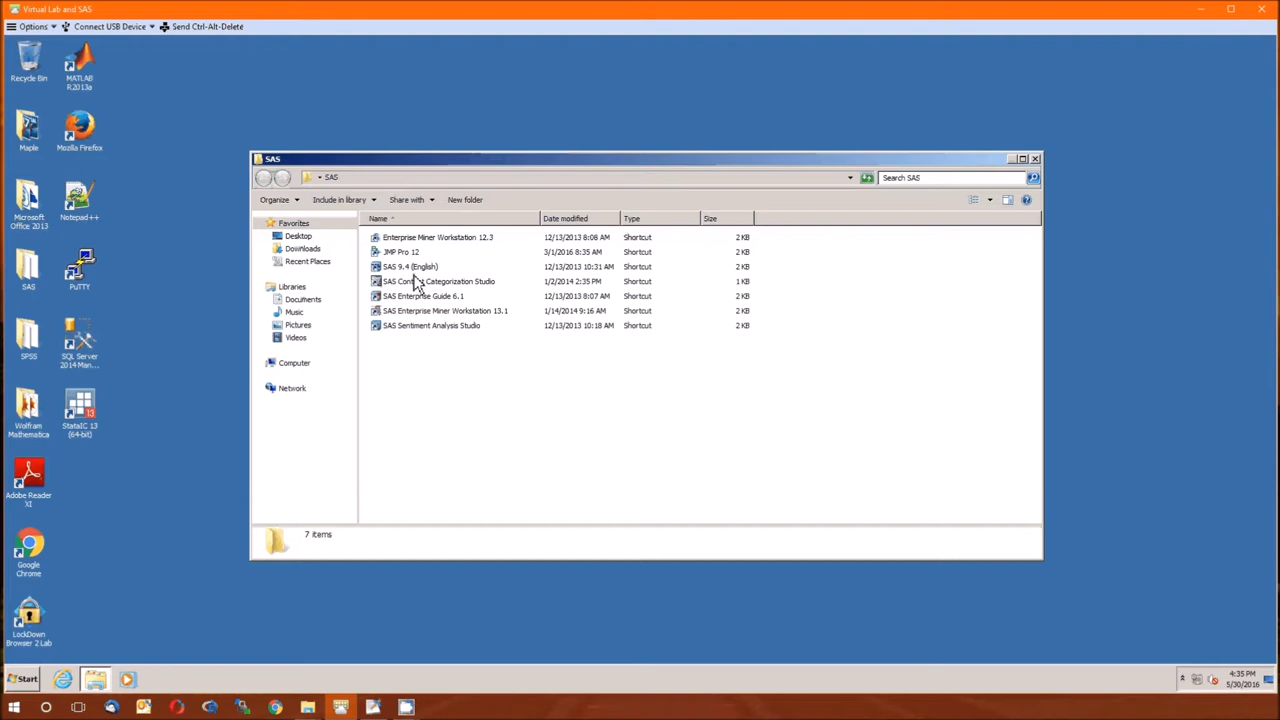 Virtual Lab and SAS
Options Connect USB Device Send Ctrl-Alt-Delete
Recycle Bin
MATLAB
R2013a
Maple
Mozilla Firefox
Microsoft
Office 2013
Notepad++
SAS
PuTTY
SPSS
SQL Server
2014 Man...
Wolfram
Mathematica
13
StataIC 13
(64-bit)
Adobe Reader
XI
Google
Chrome
LockDown
Browser 2 Lab
SAS
SAS
Search SAS
Organize Include in library Share with New folder
Name Date modified Type Size
Favorites
Desktop
Downloads
Recent Places
Libraries
Documents
Music
Pictures
Videos
Computer
Network
Enterprise Miner Workstation 12.3 12/13/2013 8:08 AM Shortcut 2 KB
JMP Pro 12 3/1/2016 8:35 AM Shortcut 2 KB
SAS 9.4 (English) 12/13/2013 10:31 AM Shortcut 2 KB
SAS Categorization Studio 1/2/2014 2:35 PM Shortcut 1 KB
SAS Enterprise Guide 6.1 12/13/2013 8:07 AM Shortcut 2 KB
SAS Enterprise Miner Workstation 13.1 1/14/2014 9:16 AM Shortcut 2 KB
SAS Sentiment Analysis Studio 12/13/2013 10:18 AM Shortcut 2 KB
7 items
Start
4:35 PM
5/30/2016